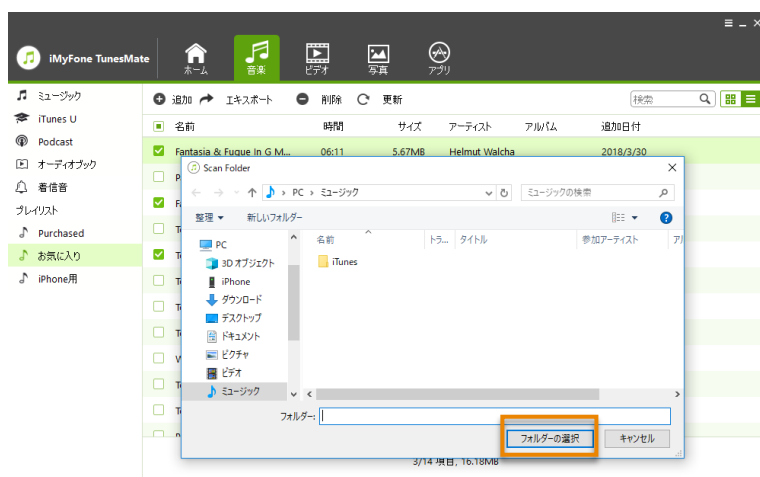 iMyFone TunesMate
ホーム
音楽
ビデオ
写真
アプリ
ミュージック
iTunes U
Podcast
オーディオブック
着信音
プレイリスト
Purchased
お気に入り
iPhone用
追加 エクスポート 削除 更新 検索
名前 時間 サイズ アーティスト アルバム 追加日付
Fantasia & Fugue In G M... 06:11 5.67MB Helmut Walcha 2018/3/30
Scan Folder
PC › ミュージック
ミュージックの検索
整理 新しいフォルダー
名前 トラ... タイトル 参加アーティスト
PC
3D オブジェクト
iPhone
ダウンロード
デスクトップ
ドキュメント
ピクチャ
ビデオ
ミュージック
iTunes
フォルダー:
フォルダーの選択 キャンセル
3/14 項目, 16.18MB